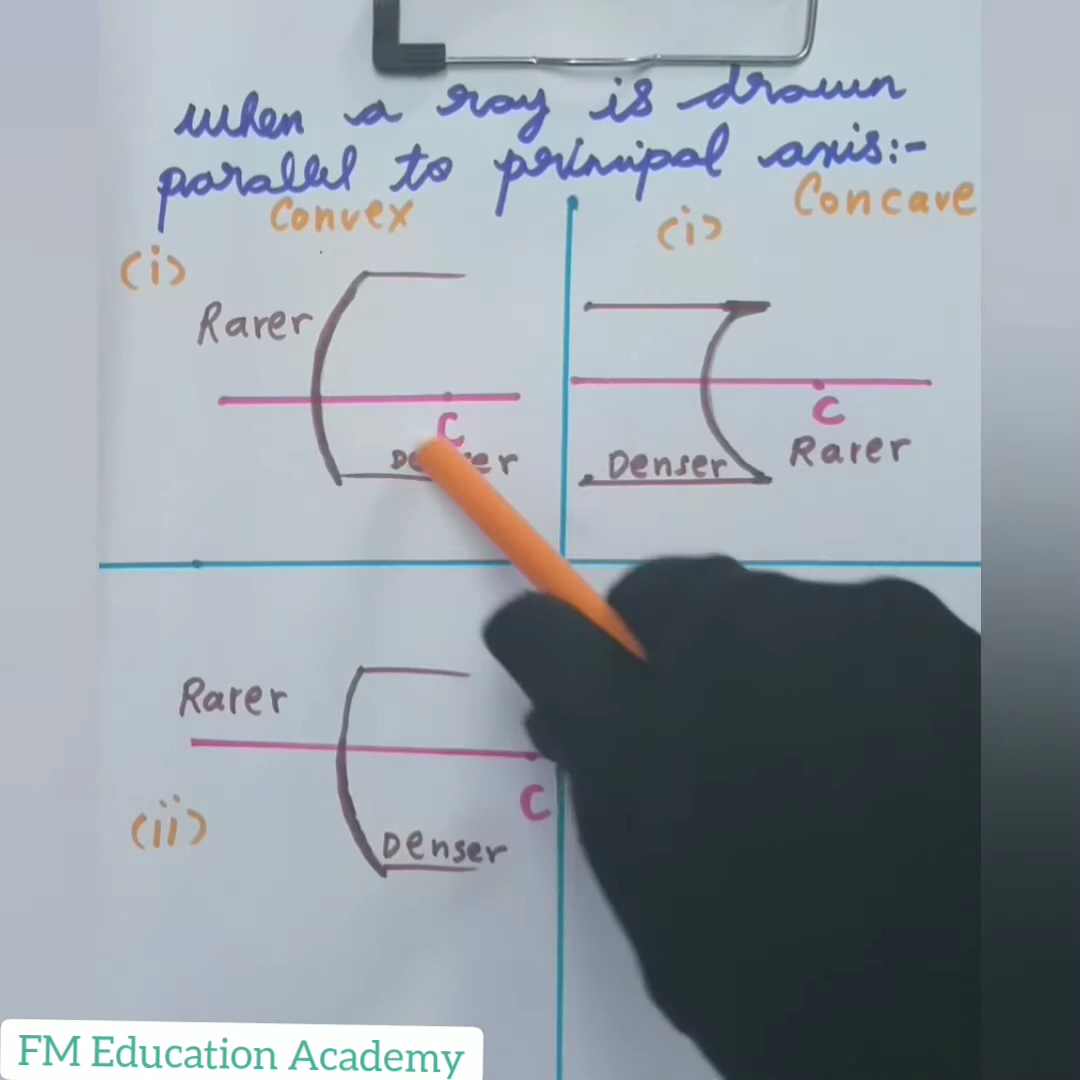 when a ray is drawn
parallel to principal axis:-
Convex
Concave
(i)
(i)
Rarer
C
C
Rarer
Denser
Rarer
C
(ii)
Denser
FM Education Academy